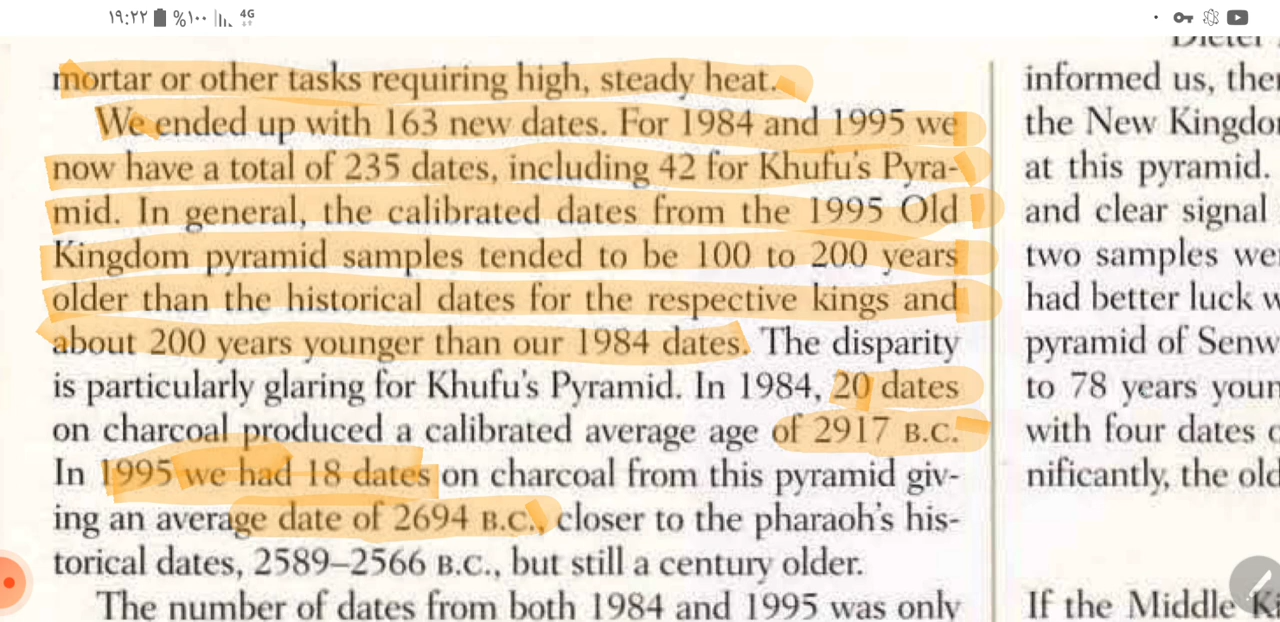 ١٩:٢٢ %١٠٠ 4G
mortar or other tasks requiring high, steady heat.
We ended up with 163 new dates. For 1984 and 1995 we
now have a total of 235 dates, including 42 for Khufu's Pyra-
mid. In general, the calibrated dates from the 1995 Old
Kingdom pyramid samples tended to be 100 to 200 years
older than the historical dates for the respective kings and
about 200 years younger than our 1984 dates. The disparity
is particularly glaring for Khufu's Pyramid. In 1984, 20 dates
on charcoal produced a calibrated average age of 2917 B.C.
In 1995 we had 18 dates on charcoal from this pyramid giv-
ing an average date of 2694 B.C., closer to the pharaoh's his-
torical dates, 2589–2566 B.C., but still a century older.
The number of dates from both 1984 and 1995 was only
informed us, 
the New 
at this pyramid.
and clear signal
two samples
had better luck
pyramid of
to 78 years
with four dates
the
If the Middle